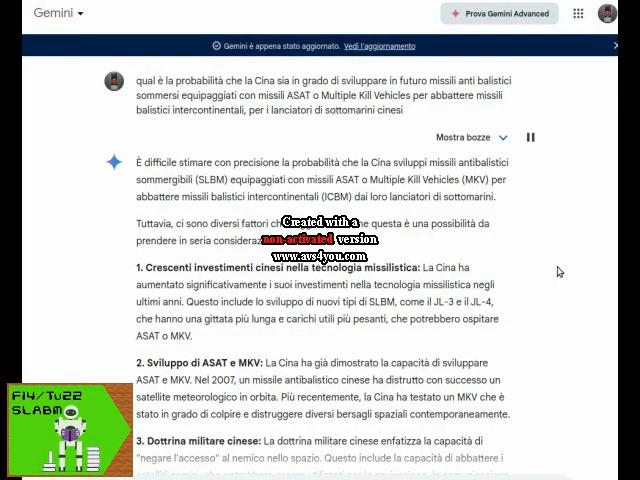 Gemini
Prova Gemini Advanced
Gemini è appena stato aggiornato. Vedi l'aggiornamento
qual è la probabilità che la Cina sia in grado di sviluppare in futuro missili anti balistici
sommersi equipaggiati con missili ASAT o Multiple Kill Vehicles per abbattere missili
balistici intercontinentali, per i lanciatori di sottomarini cinesi
Mostra bozze
È difficile stimare con precisione la probabilità che la Cina sviluppi missili antibalistici
sommergibili (SLBM) equipaggiati con missili ASAT o Multiple Kill Vehicles (MKV) per
abbattere missili balistici intercontinentali (ICBM) dai loro lanciatori di sottomarini.
Tuttavia, ci sono diversi fattori questa è una possibilità da
prendere in seria
Created with a
non-activated version
www.avs4you.com
1. Crescenti investimenti cinesi nella tecnologia missilistica: La Cina ha
aumentato significativamente i suoi investimenti nella tecnologia missilistica negli
ultimi anni. Questo include lo sviluppo di nuovi tipi di SLBM, come il JL-3 e il JL-4,
che hanno una gittata più lunga e carichi utili più pesanti, che potrebbero ospitare
ASAT o MKV.
2. Sviluppo di ASAT e MKV: La Cina ha già dimostrato la capacità di sviluppare
ASAT e MKV. Nel 2007, un missile antibalistico cinese ha distrutto con successo un
satellite meteorologico in orbita. Più recentemente, la Cina ha testato un MKV che è
stato in grado di colpire e distruggere diversi bersagli spaziali contemporaneamente.
3. Dottrina militare cinese: La dottrina militare cinese enfatizza la capacità di
"negare l'accesso" al nemico nello spazio. Questo include la capacità di abbattere i
F14/TU22
SLABM